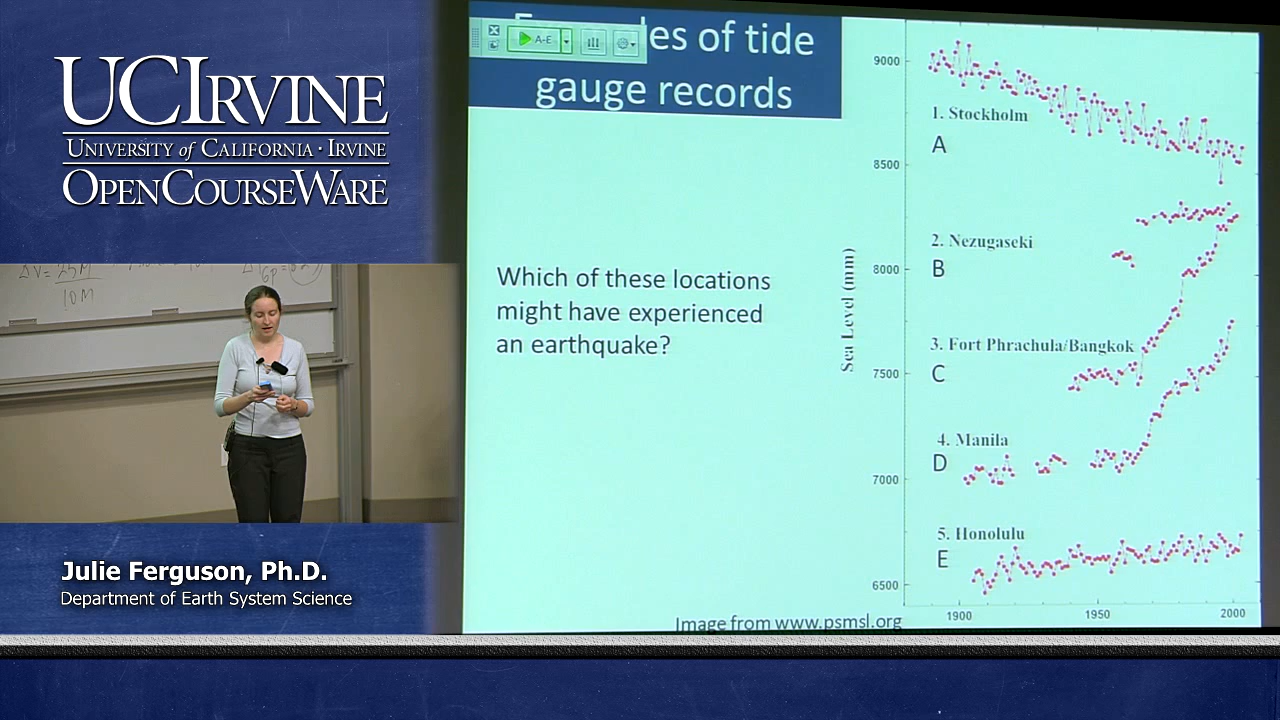 UCIRVINE
UNIVERSITY of CALIFORNIA · IRVINE
OPENCOURSEWARE
ΔV= 25M
10M
Julie Ferguson, Ph.D.
Department of Earth System Science
A-E
les of tide
gauge records
Which of these locations
might have experienced
an earthquake?
Sea Level (mm)
9000
8500
8000
7500
7000
6500
1. Stockholm
A
2. Nezugaseki
B
3. Fort Phrachula/Bangkok
C
4. Manila
D
5. Honolulu
E
1900
1950
2000
Image from www.psmsl.org